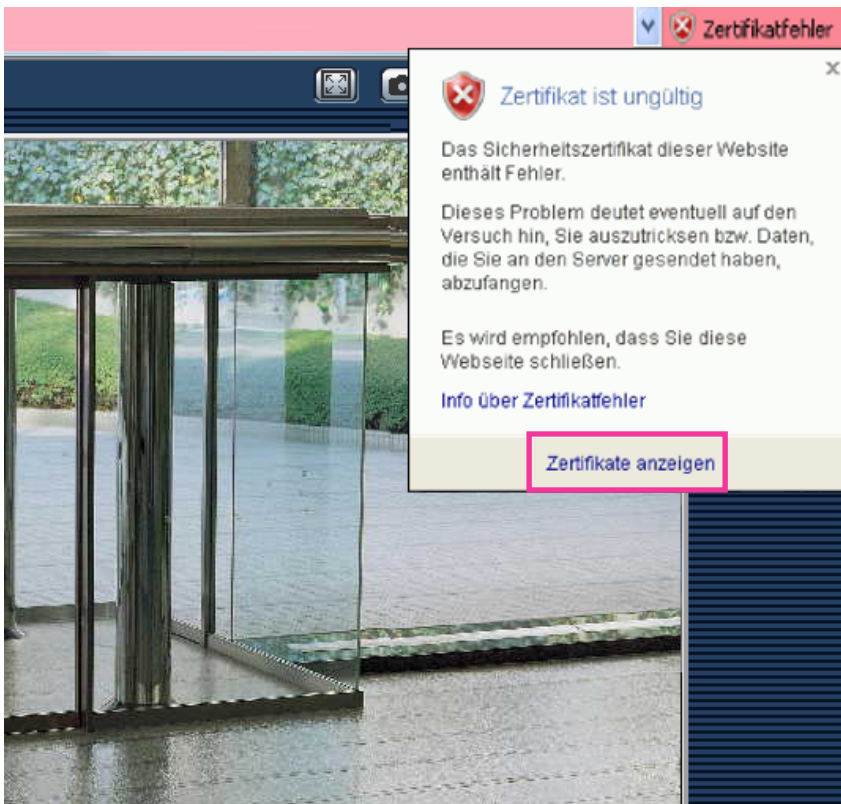 Zertifikatfehler
Zertifikat ist ungültig
Das Sicherheitszertifikat dieser Website
enthält Fehler.
Dieses Problem deutet eventuell auf den
Versuch hin, Sie auszutricksen bzw. Daten,
die Sie an den Server gesendet haben,
abzufangen.
Es wird empfohlen, dass Sie diese
Webseite schließen.
Info über Zertifikatfehler
Zertifikate anzeigen